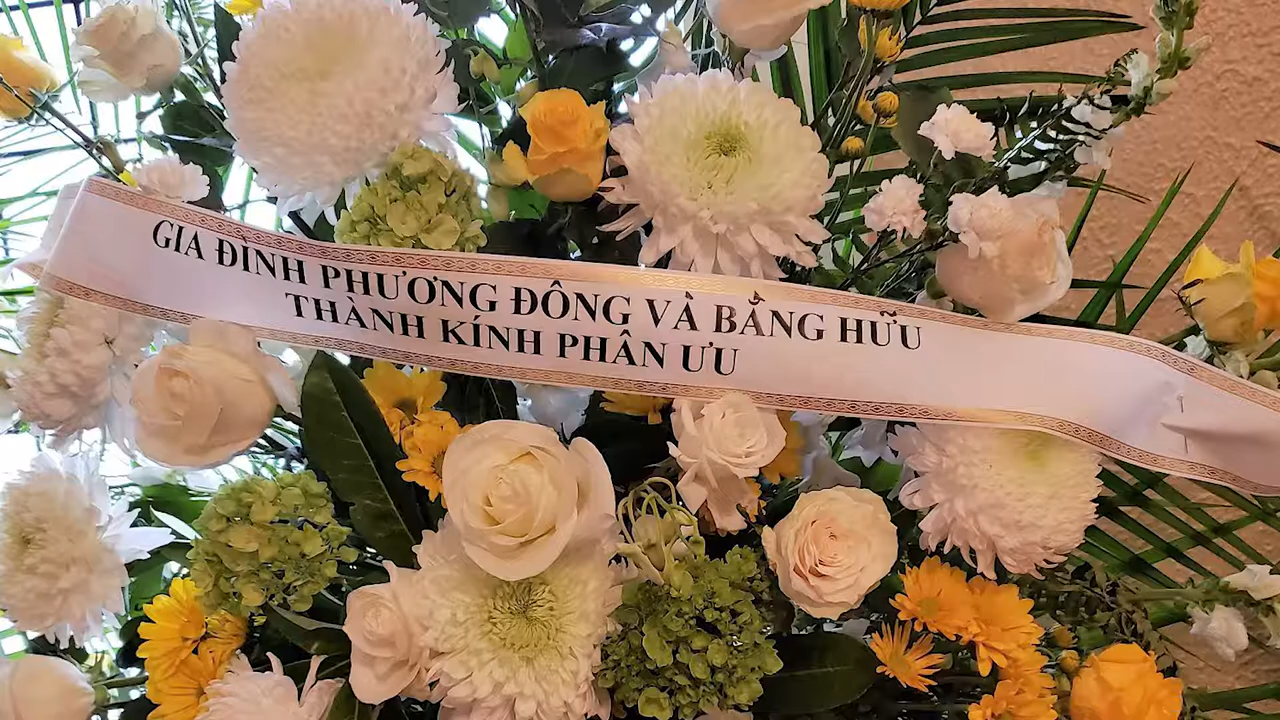 GIA ĐÌNH PHƯƠNG ĐÔNG VÀ BẰNG HỮU
THÀNH KÍNH PHÂN ƯU